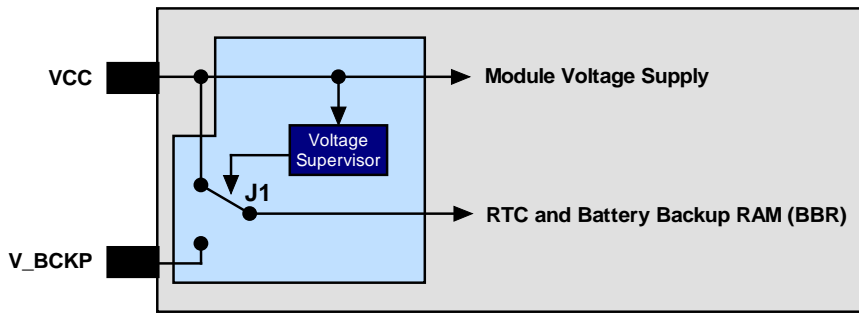 VCC
Module Voltage Supply
Voltage
Supervisor
J1
RTC and Battery Backup RAM (BBR)
V_BCKP